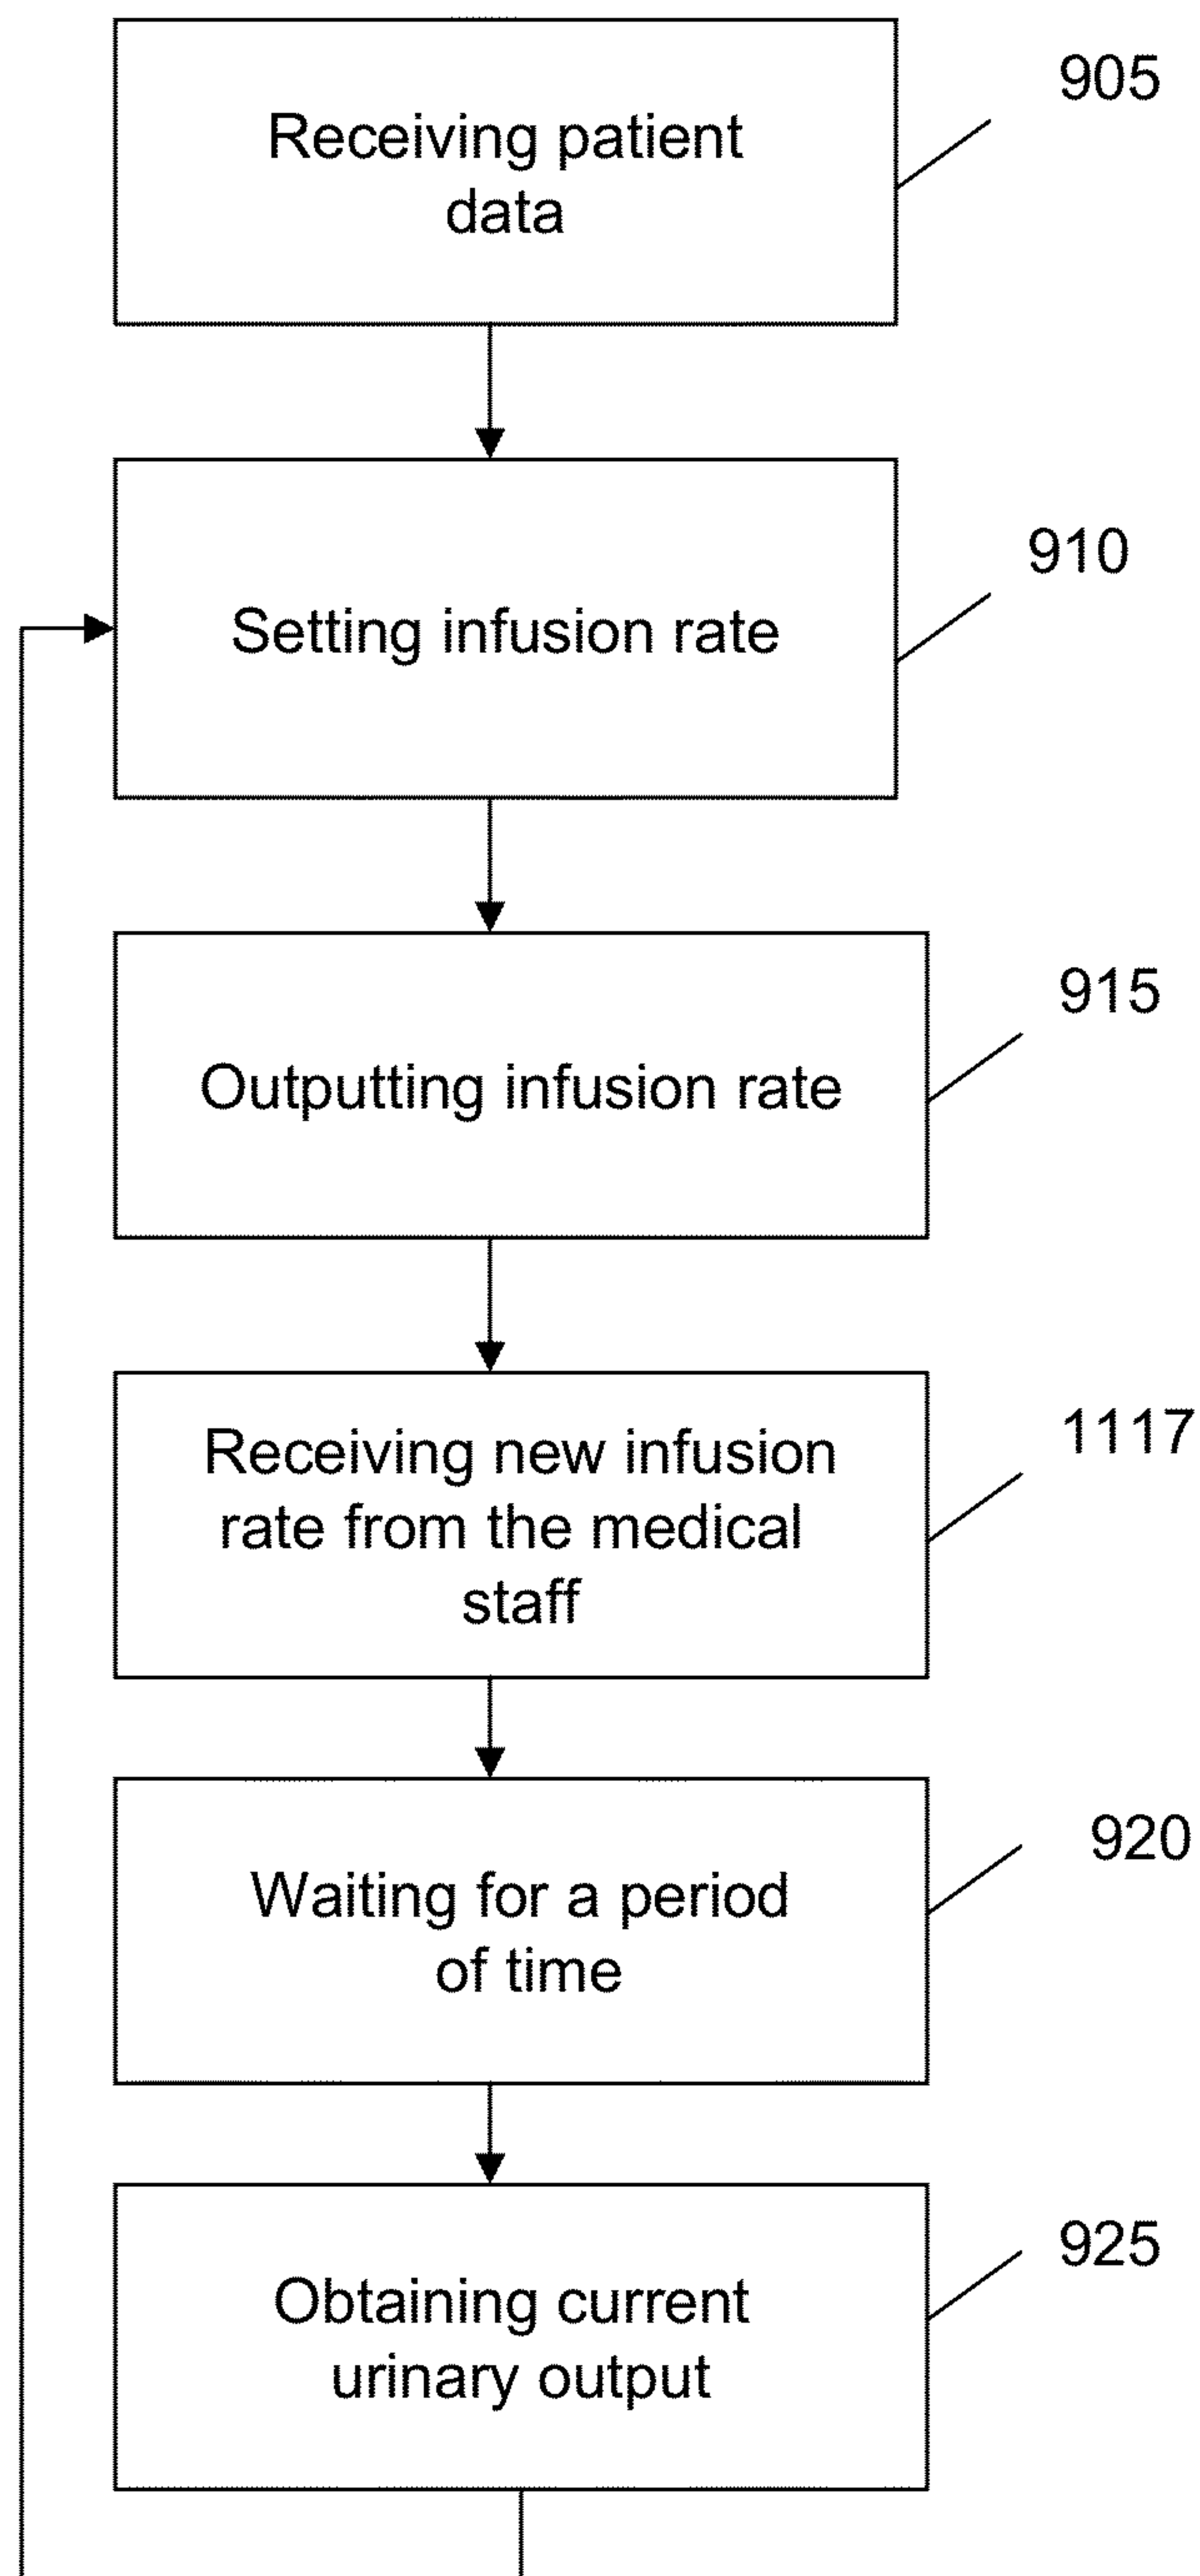 Receiving patient
data
905
Setting infusion rate
910
Outputting infusion rate
915
Receiving new infusion
rate from the medical
staff
1117
Waiting for a period
of time
920
Obtaining current
urinary output
925